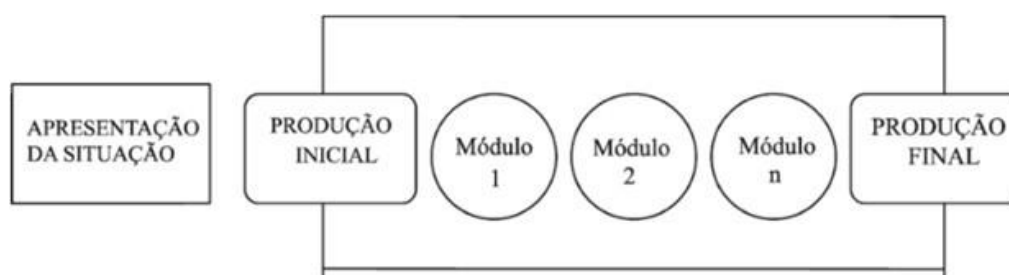 APRESENTAÇÃO
DA SITUAÇÃO
PRODUÇÃO
INICIAL
Módulo
1
Módulo
2
Módulo
n
PRODUÇÃO
FINAL